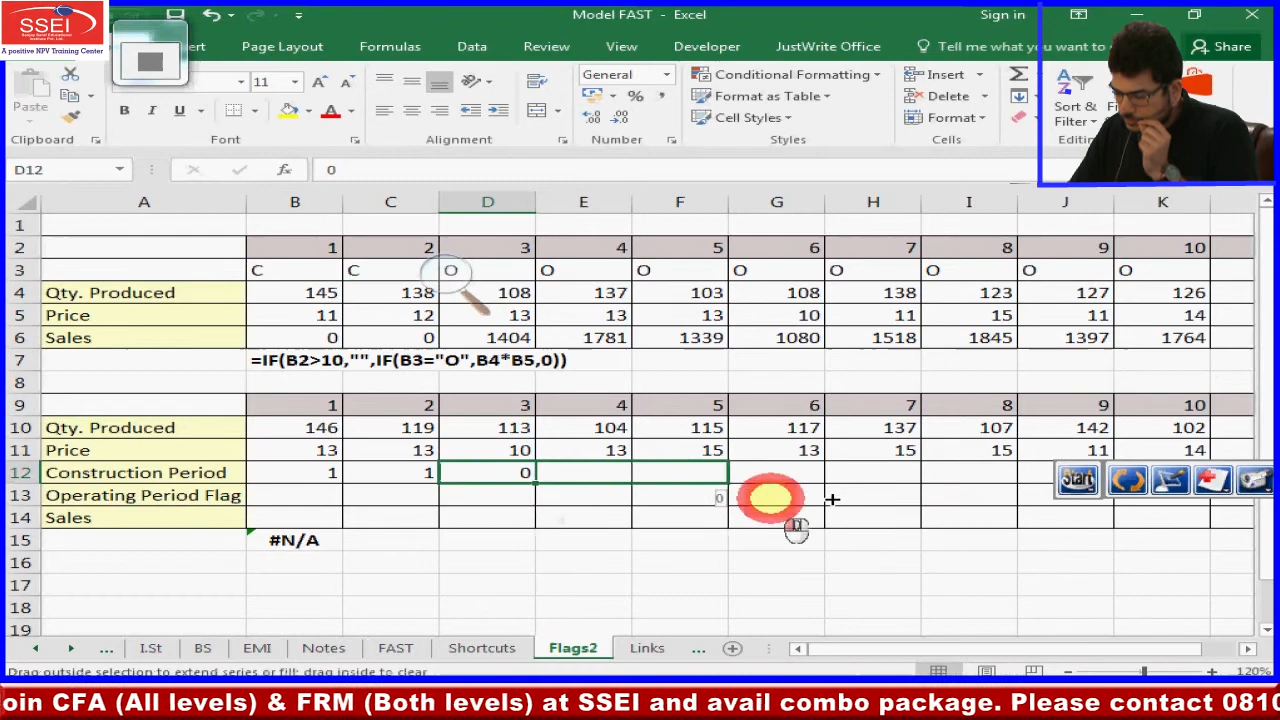 SSEI
A positive NPV Training Center
Model FAST - Excel
Sign in
Page Layout
Formulas
Data
Review
View
Developer
JustWrite Office
Tell me what you want to
Share
Paste
Clipboard
11
B I U
Font
Alignment
General
% ,
Number
Conditional Formatting
Format as Table
Cell Styles
Styles
Insert
Delete
Format
Cells
Sort &
Filter
D12
fx
0
A B C D E F G H I J K
1
2 1 2 3 4 5 6 7 8 9 10
3 C C O O O O O O O O
4 Qty. Produced 145 138 108 137 103 108 138 123 127 126
5 Price 11 12 13 13 13 10 11 15 11 14
6 Sales 0 0 1404 1781 1339 1080 1518 1845 1397 1764
7 =IF(B2>10,"",IF(B3="O",B4*B5,0))
8
9 1 2 3 4 5 6 7 8 9 10
10 Qty. Produced 146 119 113 104 115 117 137 107 142 102
11 Price 13 13 10 13 15 13 15 15 11 14
12 Construction Period 1 1 0
13 Operating Period Flag 0
14 Sales
15 #N/A
16
17
18
19
Start
... I.St BS EMI Notes FAST Shortcuts Flags2 Links ...
Drag outside selection to extend series or fill; drag inside to clear
120%
oin CFA (All levels) & FRM (Both levels) at SSEI and avail combo package. Please contact 0810